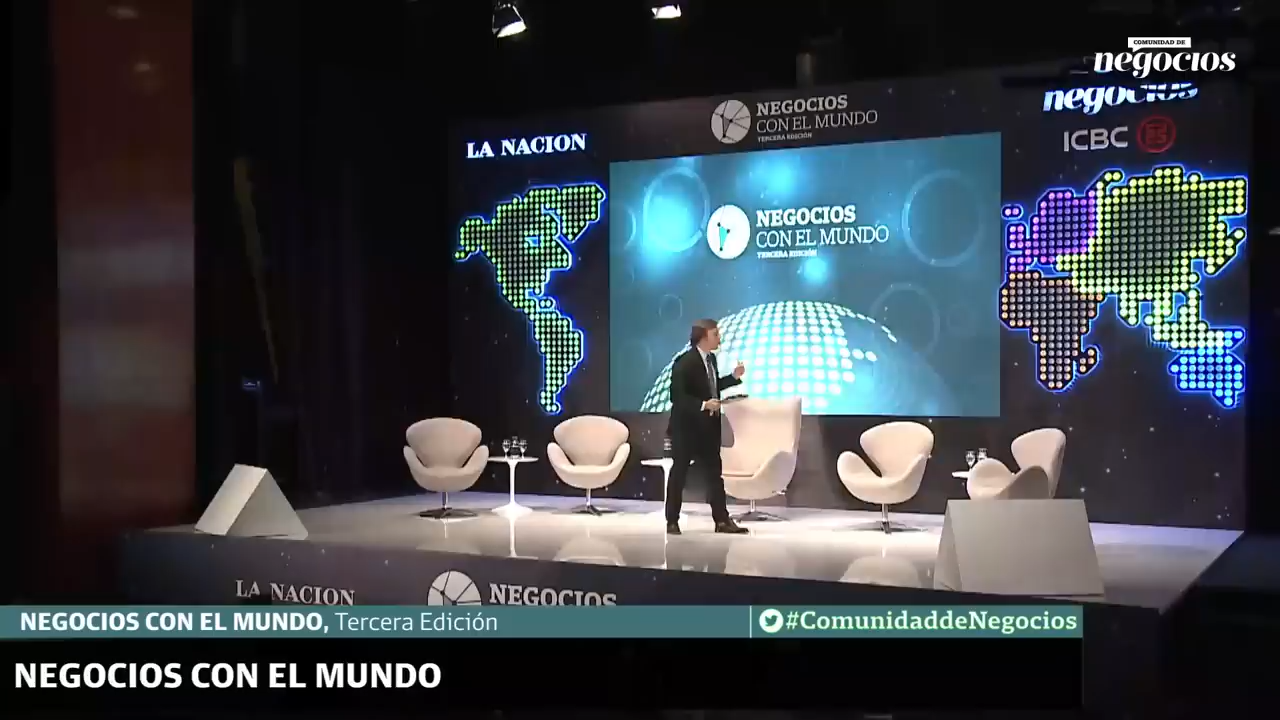 COMUNIDAD DE
negocios
negocios
ICBC
LA NACION
NEGOCIOS
CON EL MUNDO
TERCERA EDICIÓN
NEGOCIOS
CON EL MUNDO
TERCERA EDICIÓN
LA NACION
NEGOCIOS
NEGOCIOS CON EL MUNDO, Tercera Edición
#ComunidaddeNegocios
NEGOCIOS CON EL MUNDO